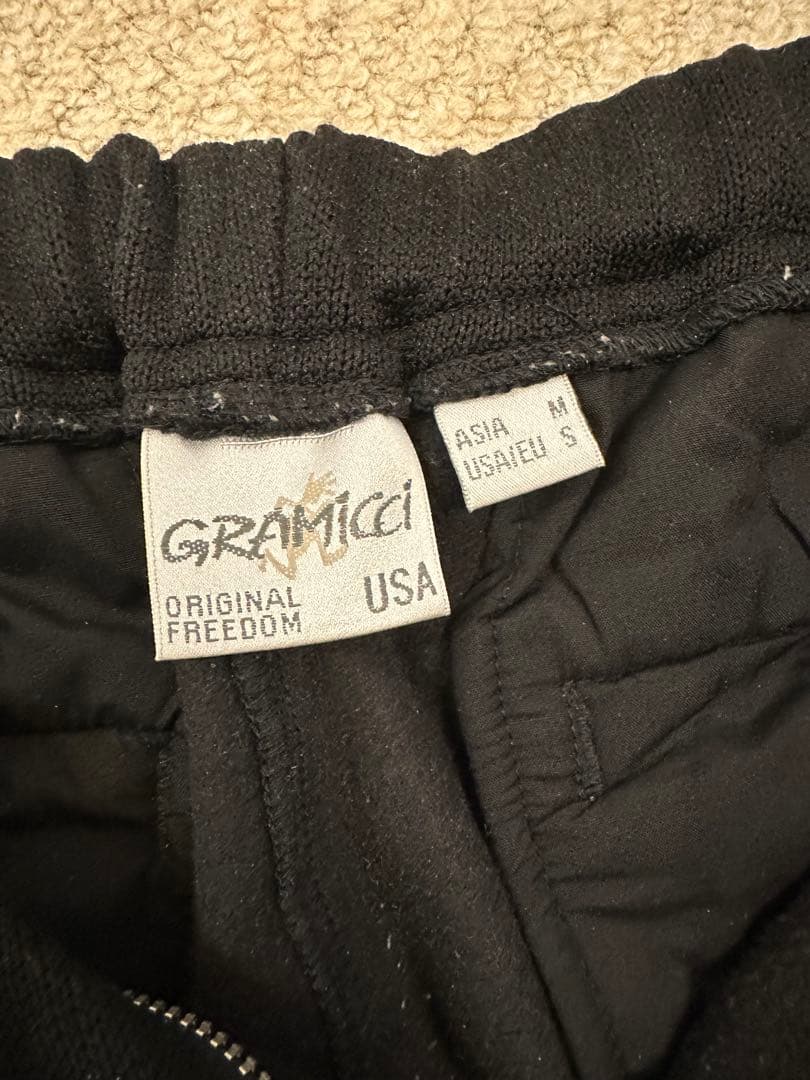 GRAMiCCi
ORIGINAL
FREEDOM
USA
ASIA M
USA/EU S